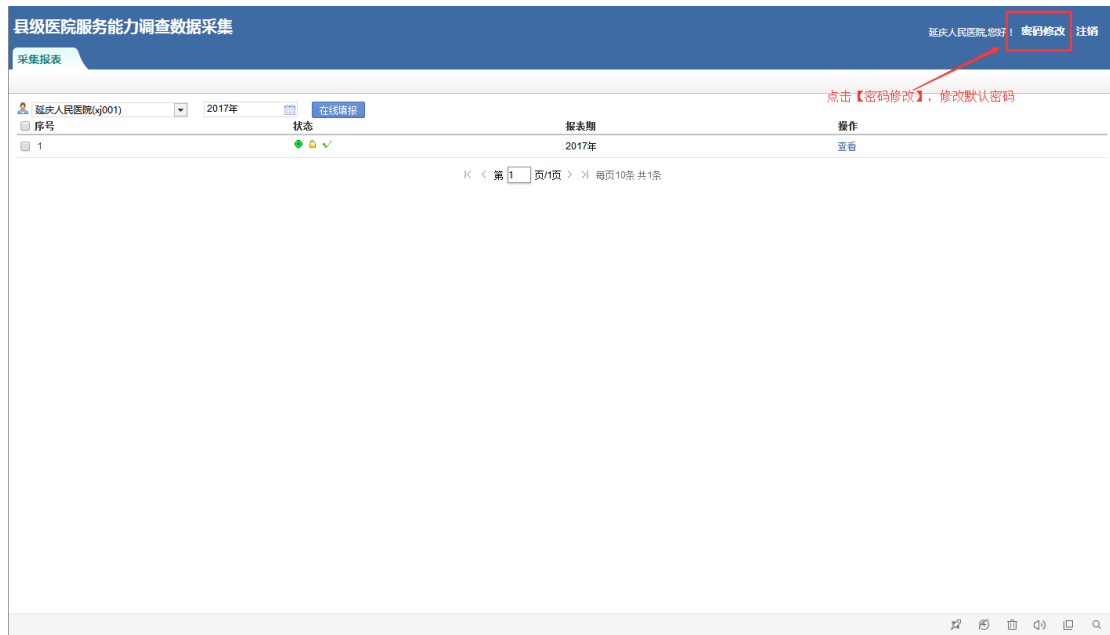 县级医院服务能力调查数据采集
延庆人民医院,您好! 密码修改 注销
采集报表
点击【密码修改】，修改默认密码
延庆人民医院(xj001) 2017年 在线填报
序号 状态 报表期 操作
1 2017年 查看
第 1 页/1页 每页10条 共1条